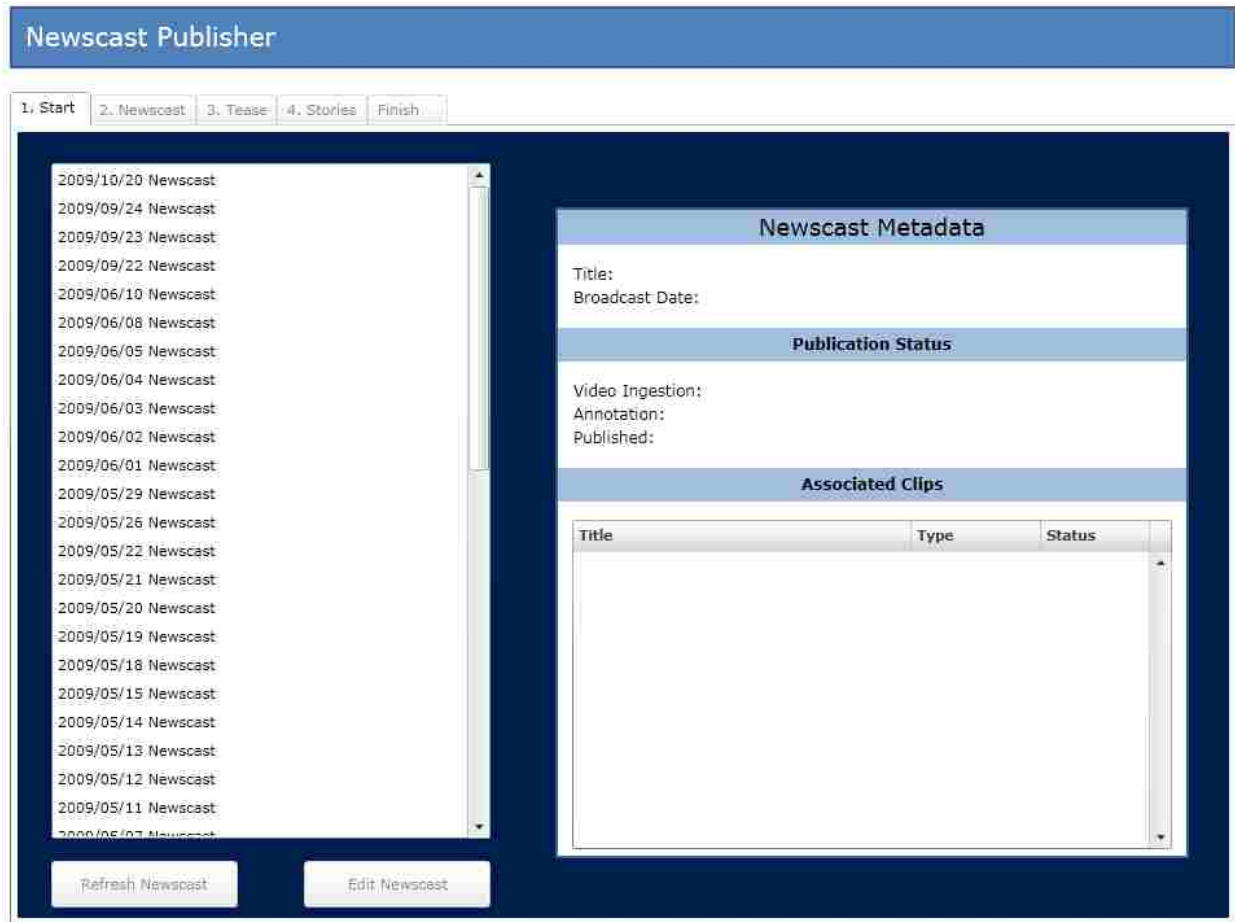 Newscast Publisher
1. Start 2. Newscast 3. Tease 4. Stories Finish
2009/10/20 Newscast
2009/09/24 Newscast
2009/09/23 Newscast
2009/09/22 Newscast
2009/06/10 Newscast
2009/06/08 Newscast
2009/06/05 Newscast
2009/06/04 Newscast
2009/06/03 Newscast
2009/06/02 Newscast
2009/06/01 Newscast
2009/05/29 Newscast
2009/05/26 Newscast
2009/05/22 Newscast
2009/05/21 Newscast
2009/05/20 Newscast
2009/05/19 Newscast
2009/05/18 Newscast
2009/05/15 Newscast
2009/05/14 Newscast
2009/05/13 Newscast
2009/05/12 Newscast
2009/05/11 Newscast
Refresh Newscast Edit Newscast
Newscast Metadata
Title:
Broadcast Date:
Publication Status
Video Ingestion:
Annotation:
Published:
Associated Clips
Title Type Status